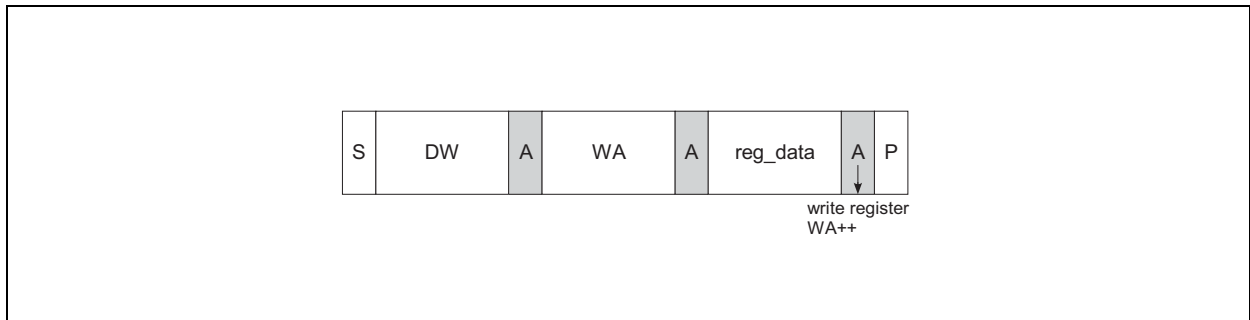 S DW A WA A reg_data A P
write register
WA++